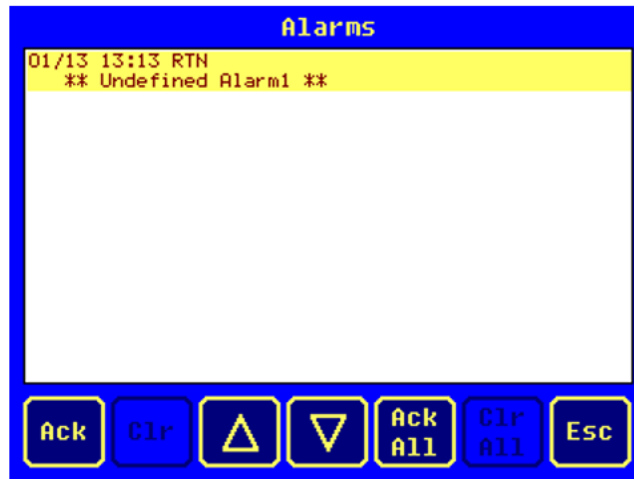 Alarms
01/13 13:13 RTN
** Undefined Alarm1 **
Ack
Clr
Ack
All
Clr
All
Esc